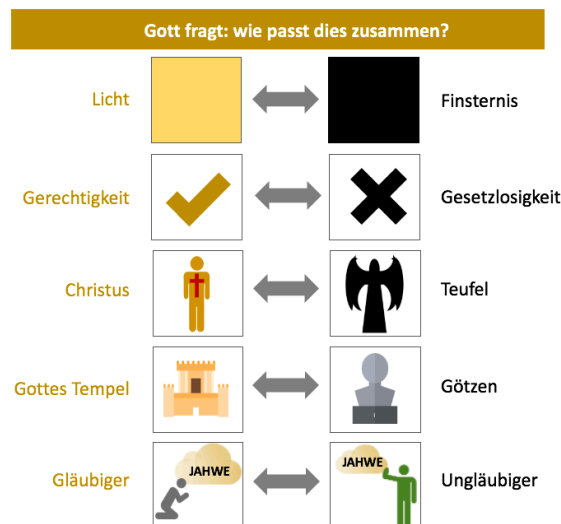 Gott fragt: wie passt dies zusammen?
Licht
Finsternis
Gerechtigkeit
Gesetzlosigkeit
Christus
Teufel
Gottes Tempel
Götzen
Gläubiger
JAHWE
JAHWE
Ungläubiger